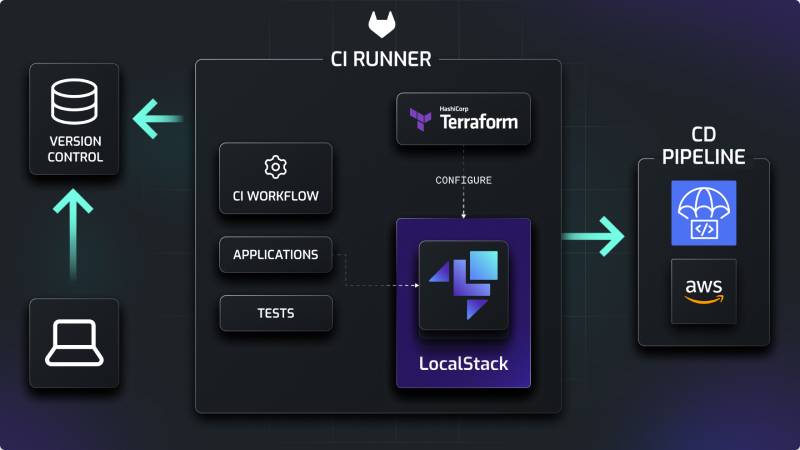 CI RUNNER
VERSION
CONTROL
HashiCorp
Terraform
CONFIGURE
CI WORKFLOW
APPLICATIONS
TESTS
LocalStack
CD
PIPELINE
</>
aws